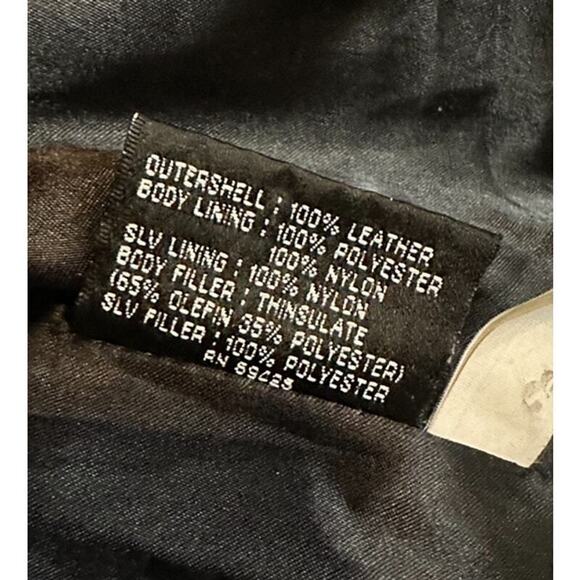 OUTERSHELL : 100% LEATHER
BODY LINING : 100% POLYESTER
100% NYLON
SLV LINING : 100% NYLON
BODY FILLER : THINSULATE
(65% OLEFIN 35% POLYESTER)
SLV FILLER : 100% POLYESTER
RN